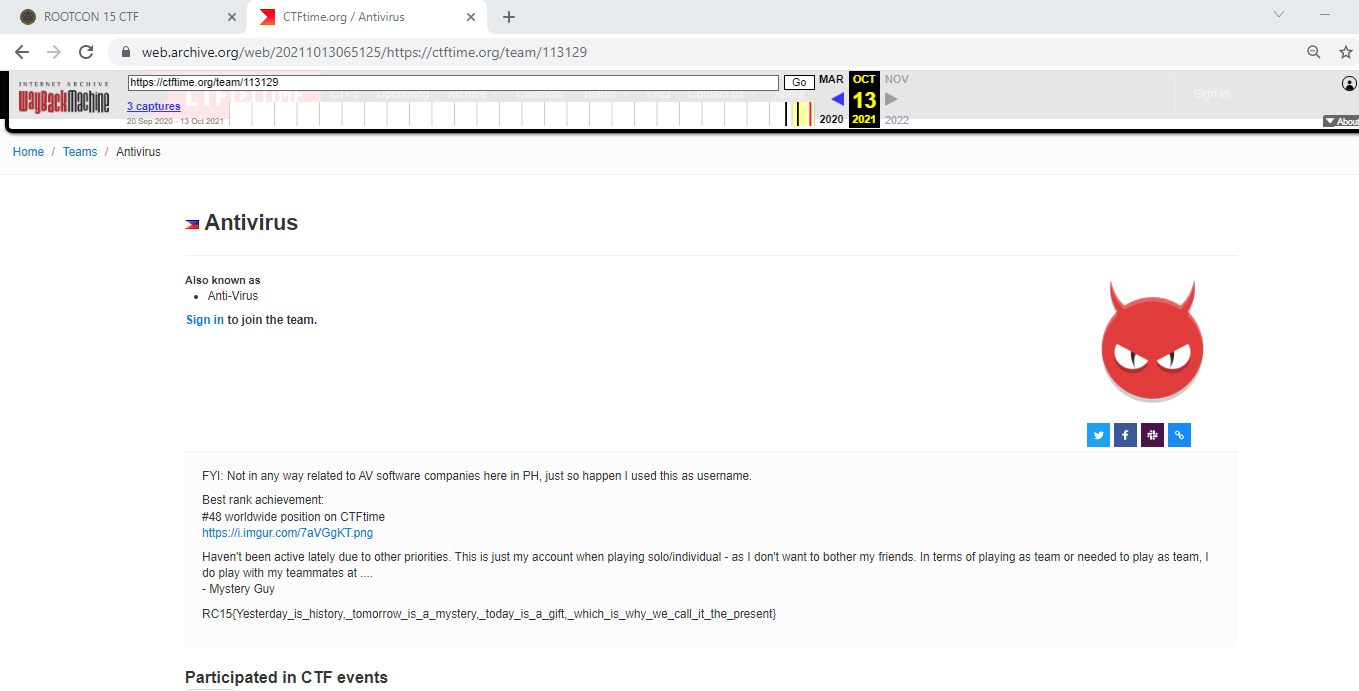 ROOTCON 15 CTF
CTFtime.org / Antivirus
web.archive.org/web/20211013065125/https://ctftime.org/team/113129
INTERNET ARCHIVE
WayBackMachine
https://ctftime.org/team/113129
Go
MAR
OCT
NOV
3 captures
13
20 Sep 2020 - 13 Oct 2021
2020
2021
2022
Sign in
About
Home / Teams / Antivirus
Antivirus
Also known as
Anti-Virus
Sign in to join the team.
FYI: Not in any way related to AV software companies here in PH, just so happen I used this as username.
Best rank achievement:
#48 worldwide position on CTFtime
https://i.imgur.com/7aVGgKT.png
Haven't been active lately due to other priorities. This is just my account when playing solo/individual - as I don't want to bother my friends. In terms of playing as team or needed to play as team, I
do play with my teammates at ....
- Mystery Guy
RC15{Yesterday_is_history,_tomorrow_is_a_mystery,_today_is_a_gift,_which_is_why_we_call_it_the_present}
Participated in CTF events